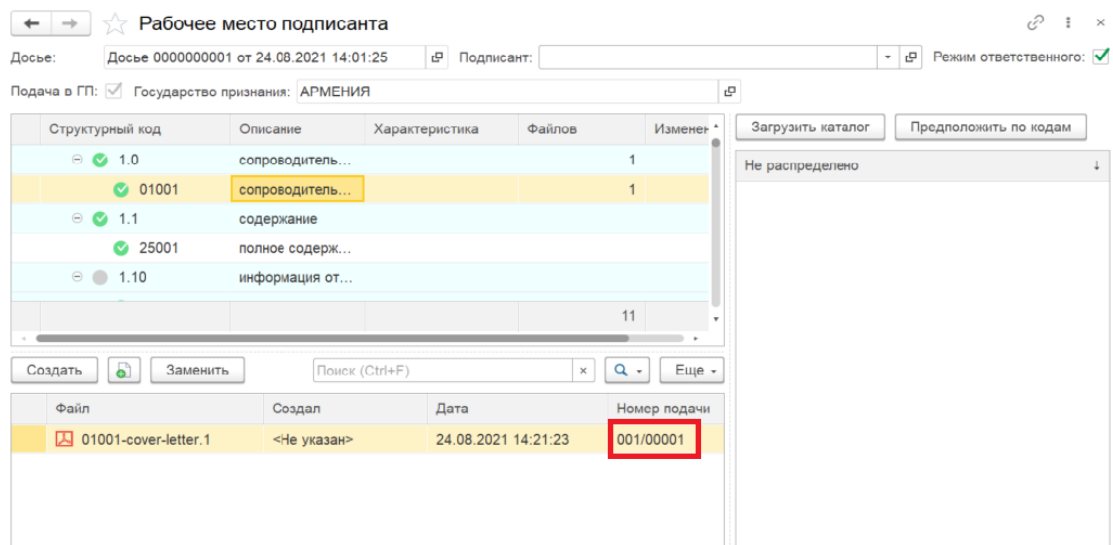 Рабочее место подписанта
Досье: Досье 0000000001 от 24.08.2021 14:01:25 Подписант: Режим ответственного:
Подача в ГП: Государство признания: АРМЕНИЯ
Структурный код Описание Характеристика Файлов Изменен
Загрузить каталог Предположить по кодам
1.0 сопроводитель... 1
Не распределено
01001 сопроводитель... 1
1.1 содержание
25001 полное содерж...
1.10 информация от...
11
Создать Заменить Поиск (Ctrl+F) Еще
Файл Создал Дата Номер подачи
01001-cover-letter.1 <Не указан> 24.08.2021 14:21:23 001/00001